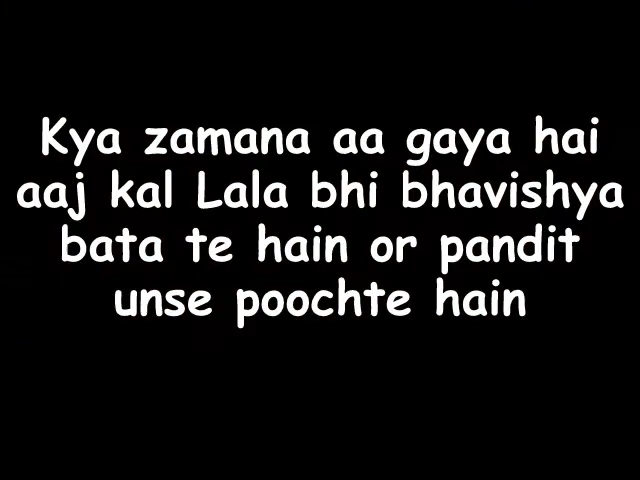 Kya zamana aa gaya hai
aaj kal Lala bhi bhavishya
bata te hain or pandit
unse poochte hain